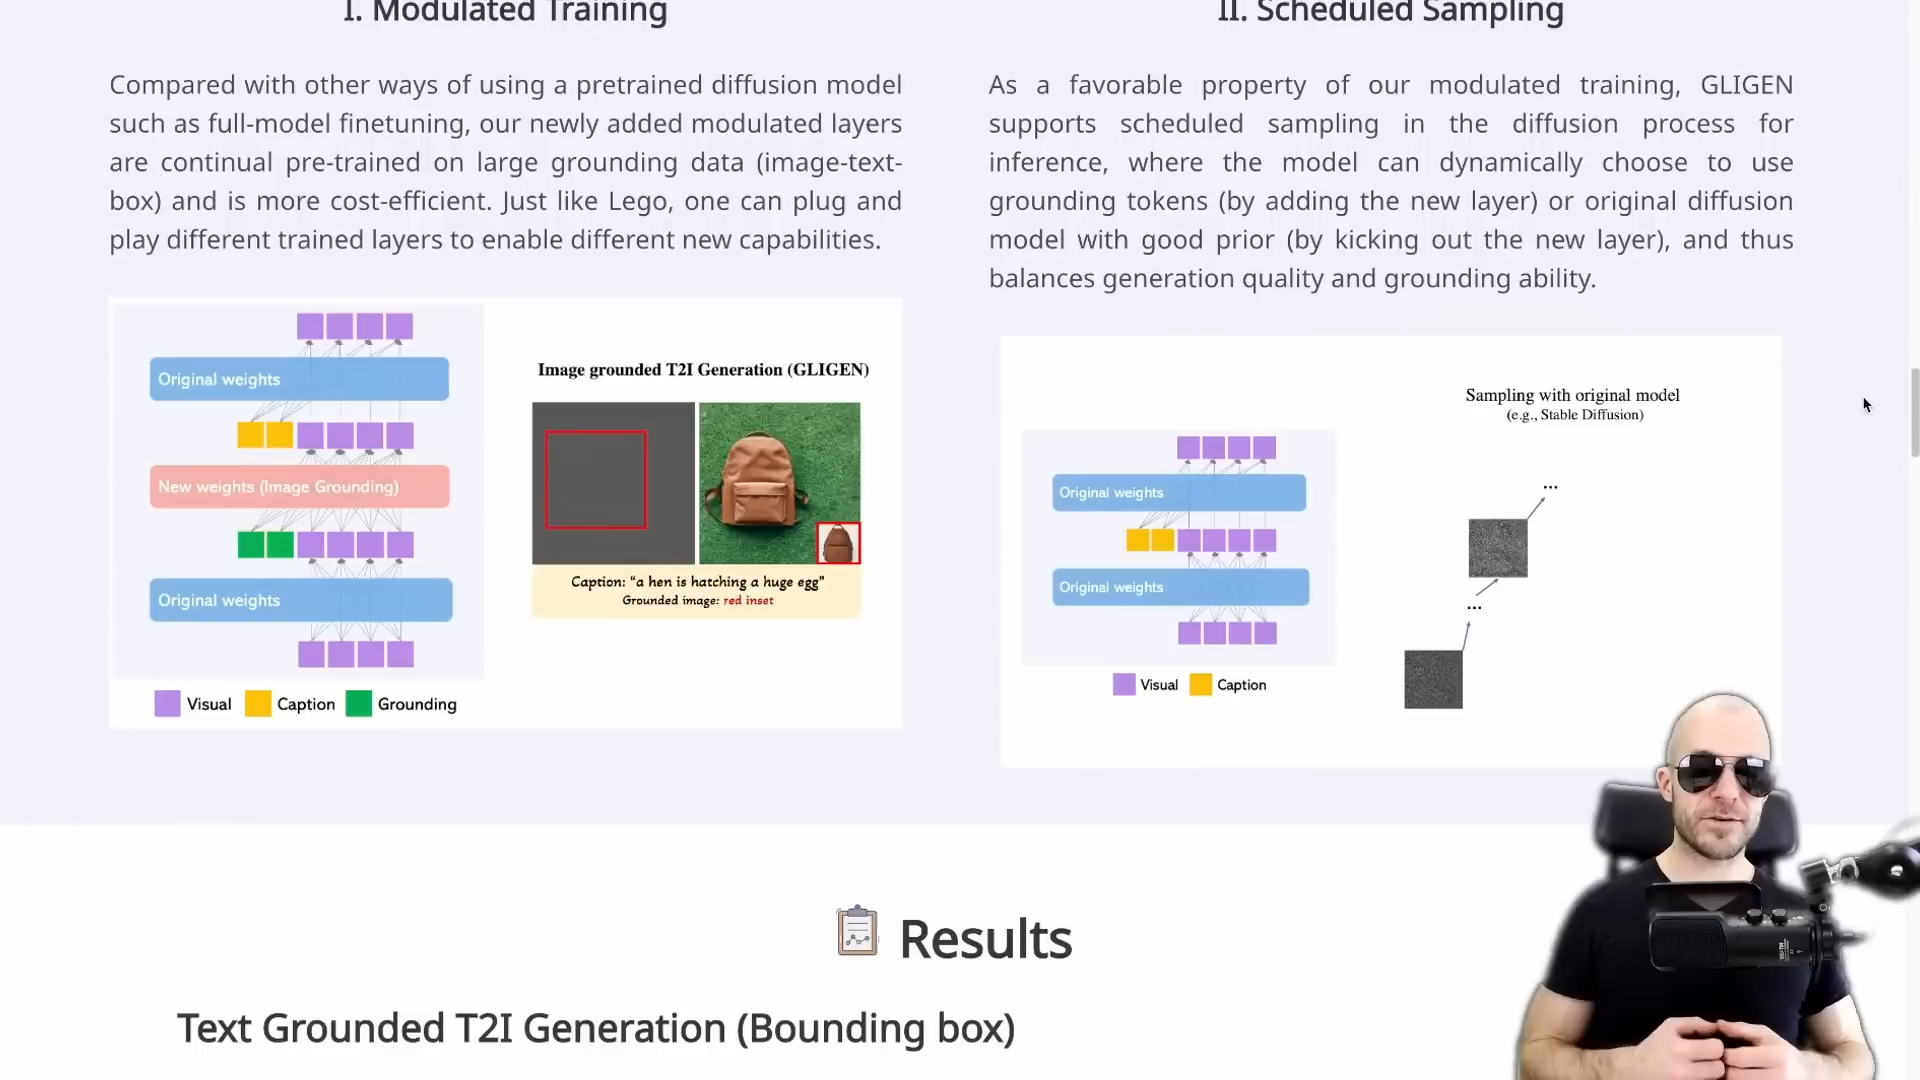 I. Modulated Training
Compared with other ways of using a pretrained diffusion model
such as full-model finetuning, our newly added modulated layers
are continual pre-trained on large grounding data (image-text-
box) and is more cost-efficient. Just like Lego, one can plug and
play different trained layers to enable different new capabilities.
Original weights
New weights (Image Grounding)
Original weights
Visual
Caption
Grounding
Image grounded T2I Generation (GLIGEN)
Caption: “a hen is hatching a huge egg”
Grounded image: red inset
II. Scheduled Sampling
As a favorable property of our modulated training, GLIGEN
supports scheduled sampling in the diffusion process for
inference, where the model can dynamically choose to use
grounding tokens (by adding the new layer) or original diffusion
model with good prior (by kicking out the new layer), and thus
balances generation quality and grounding ability.
Original weights
Original weights
Visual
Caption
Sampling with original model
(e.g., Stable Diffusion)
...
...
Results
Text Grounded T2I Generation (Bounding box)